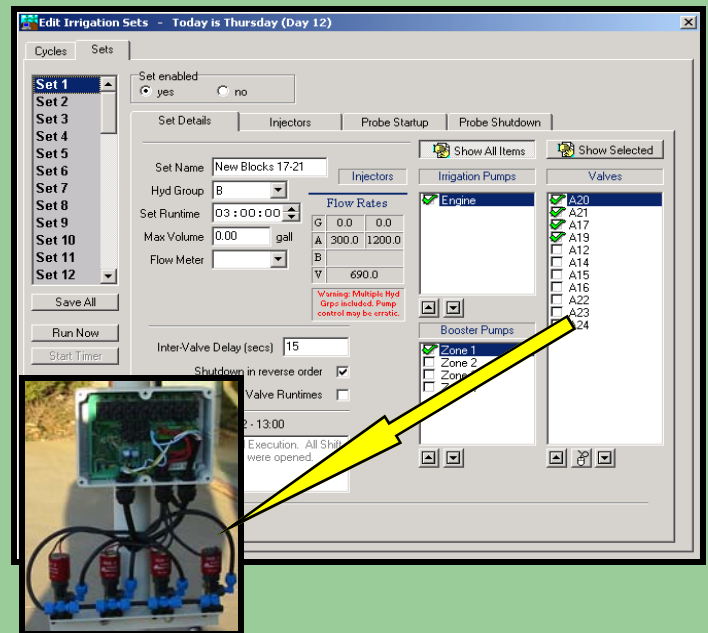 Edit Irrigation Sets - Today is Thursday (Day 12)
Cycles Sets
Set 1
Set 2
Set 3
Set 4
Set 5
Set 6
Set 7
Set 8
Set 9
Set 10
Set 11
Set 12
Save All
Run Now
Start Timer
Set enabled
yes no
Set Details Injectors Probe Startup Probe Shutdown
Show All Items Show Selected
Set Name New Blocks 17-21
Hyd Group B
Set Runtime 03:00:00
Max Volume 0.00 gall
Flow Meter
Injectors
Flow Rates
G 0.0 0.0
A 300.0 1200.0
B
V 690.0
Warning: Multiple Hyd
Grps included. Pump
control may be erratic.
Irrigation Pumps
Engine
Booster Pumps
Zone 1
Zone 2
Valves
A20
A21
A17
A19
A12
A14
A15
A16
A22
A23
A24
Inter-Valve Delay (secs) 15
Shutdown in reverse order
Valve Runtimes
- 13:00
Execution. All
were opened.